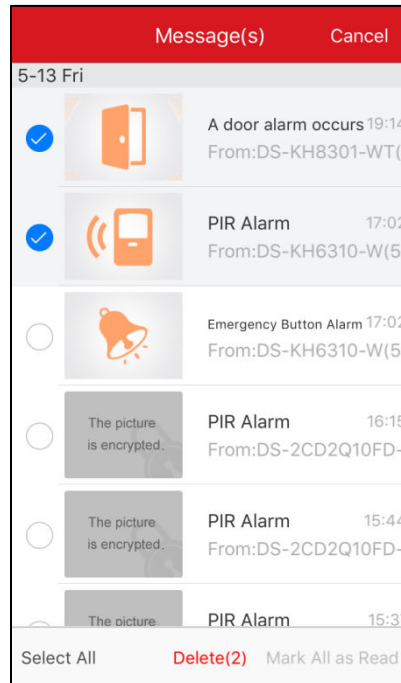 Message(s) Cancel
5-13 Fri
A door alarm occurs 19:14
From:DS-KH8301-WT(
PIR Alarm 17:02
From:DS-KH6310-W(5
Emergency Button Alarm 17:02
From:DS-KH6310-W(5
The picture
is encrypted.
PIR Alarm 16:15
From:DS-2CD2Q10FD-
The picture
is encrypted.
PIR Alarm 15:44
From:DS-2CD2Q10FD-
The picture
PIR Alarm 15:3
Select All Delete(2) Mark All as Read